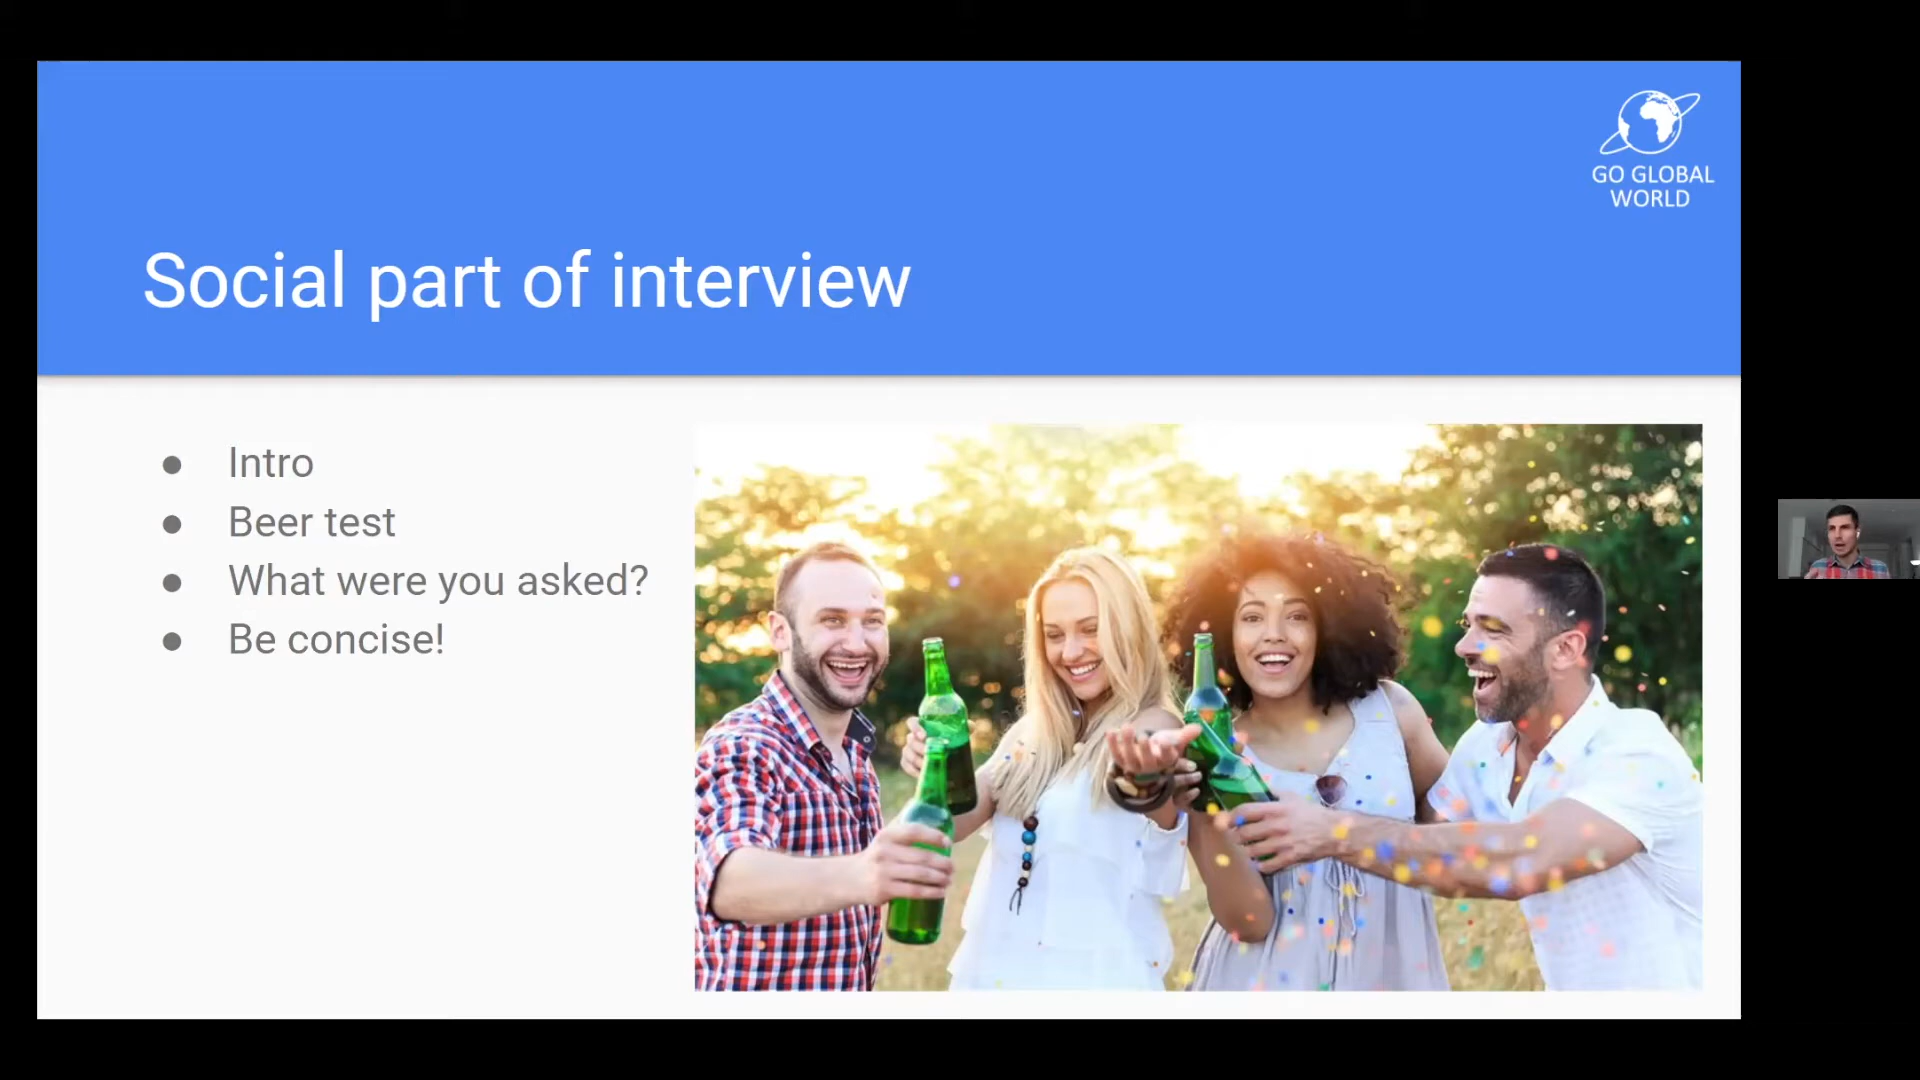 GO GLOBAL
WORLD
Social part of interview
● Intro
● Beer test
● What were you asked?
● Be concise!